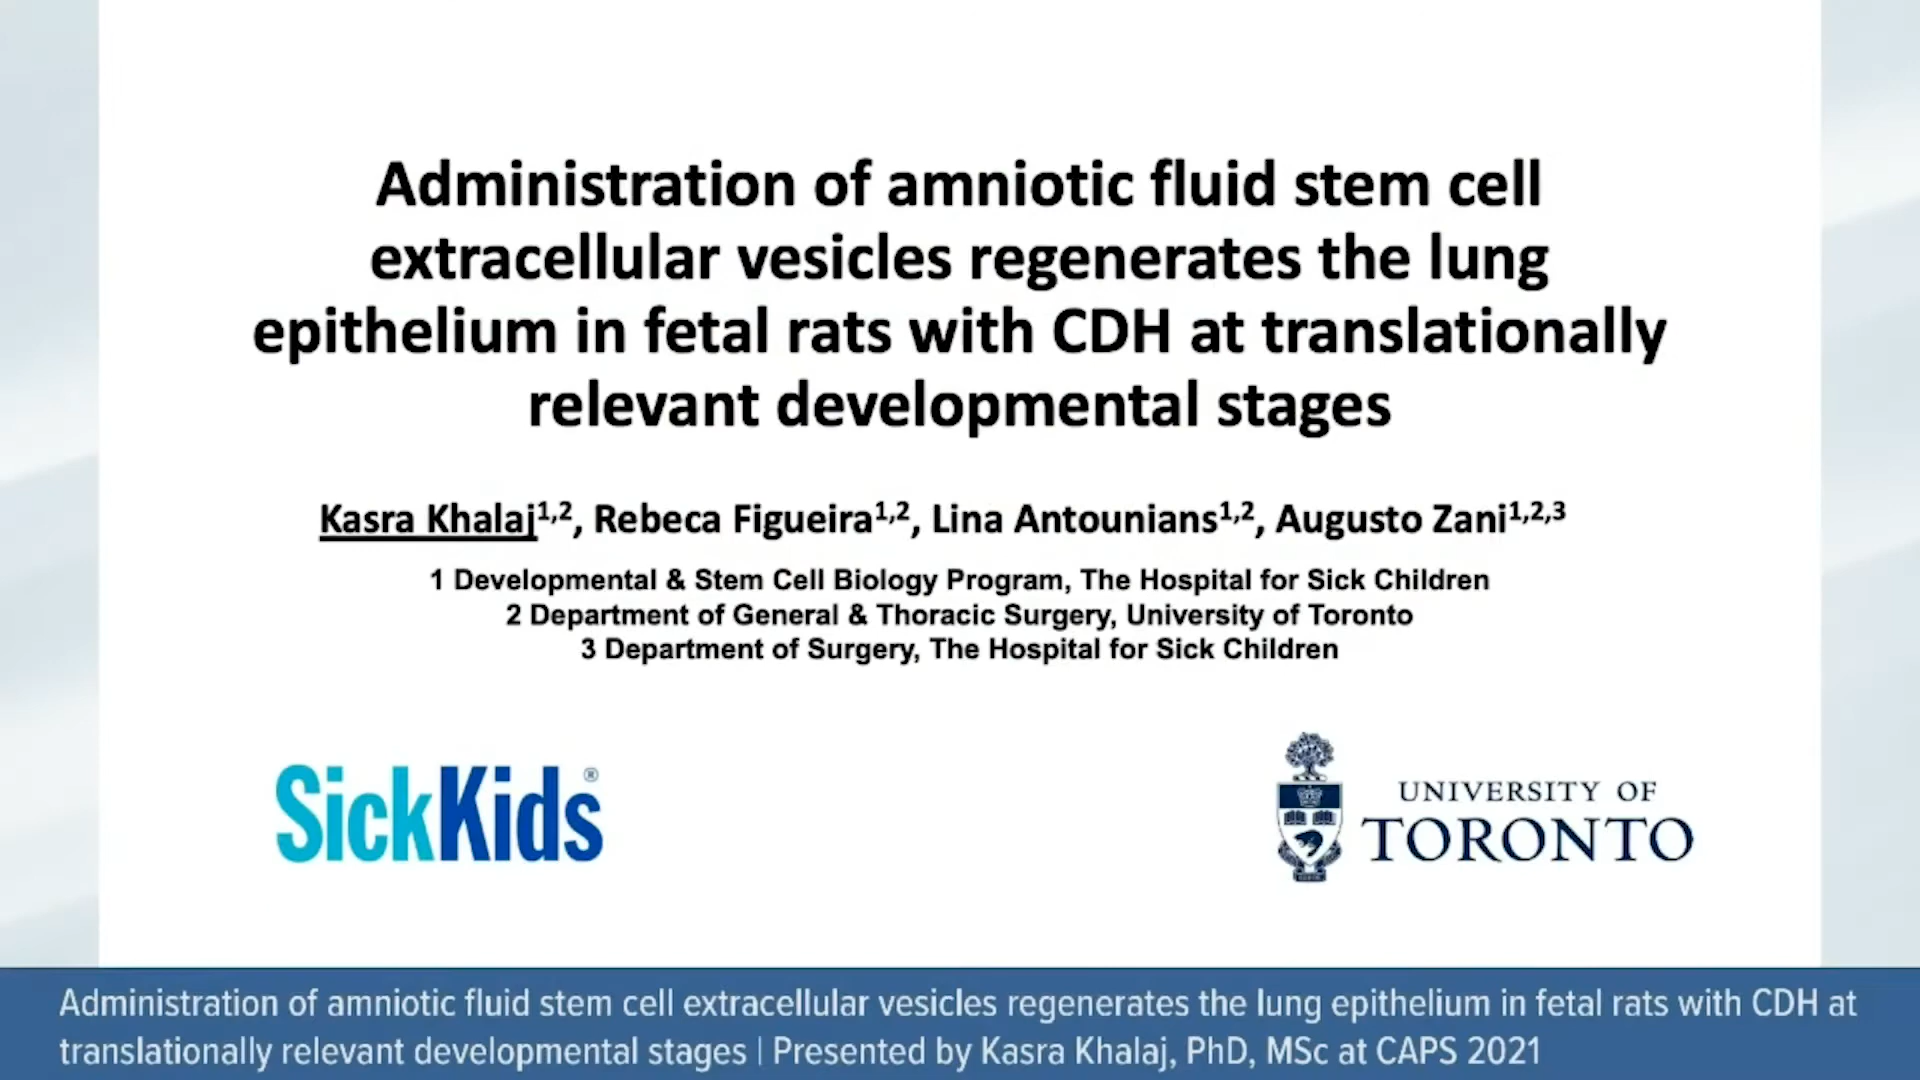 Administration of amniotic fluid stem cell
extracellular vesicles regenerates the lung
epithelium in fetal rats with CDH at translationally
relevant developmental stages
Kasra Khalaj1,2, Rebeca Figueira1,2, Lina Antounians1,2, Augusto Zani1,2,3
1 Developmental & Stem Cell Biology Program, The Hospital for Sick Children
2 Department of General & Thoracic Surgery, University of Toronto
3 Department of Surgery, The Hospital for Sick Children
SickKids®
UNIVERSITY OF
TORONTO
Administration of amniotic fluid stem cell extracellular vesicles regenerates the lung epithelium in fetal rats with CDH at
translationally relevant developmental stages | Presented by Kasra Khalaj, PhD, MSc at CAPS 2021